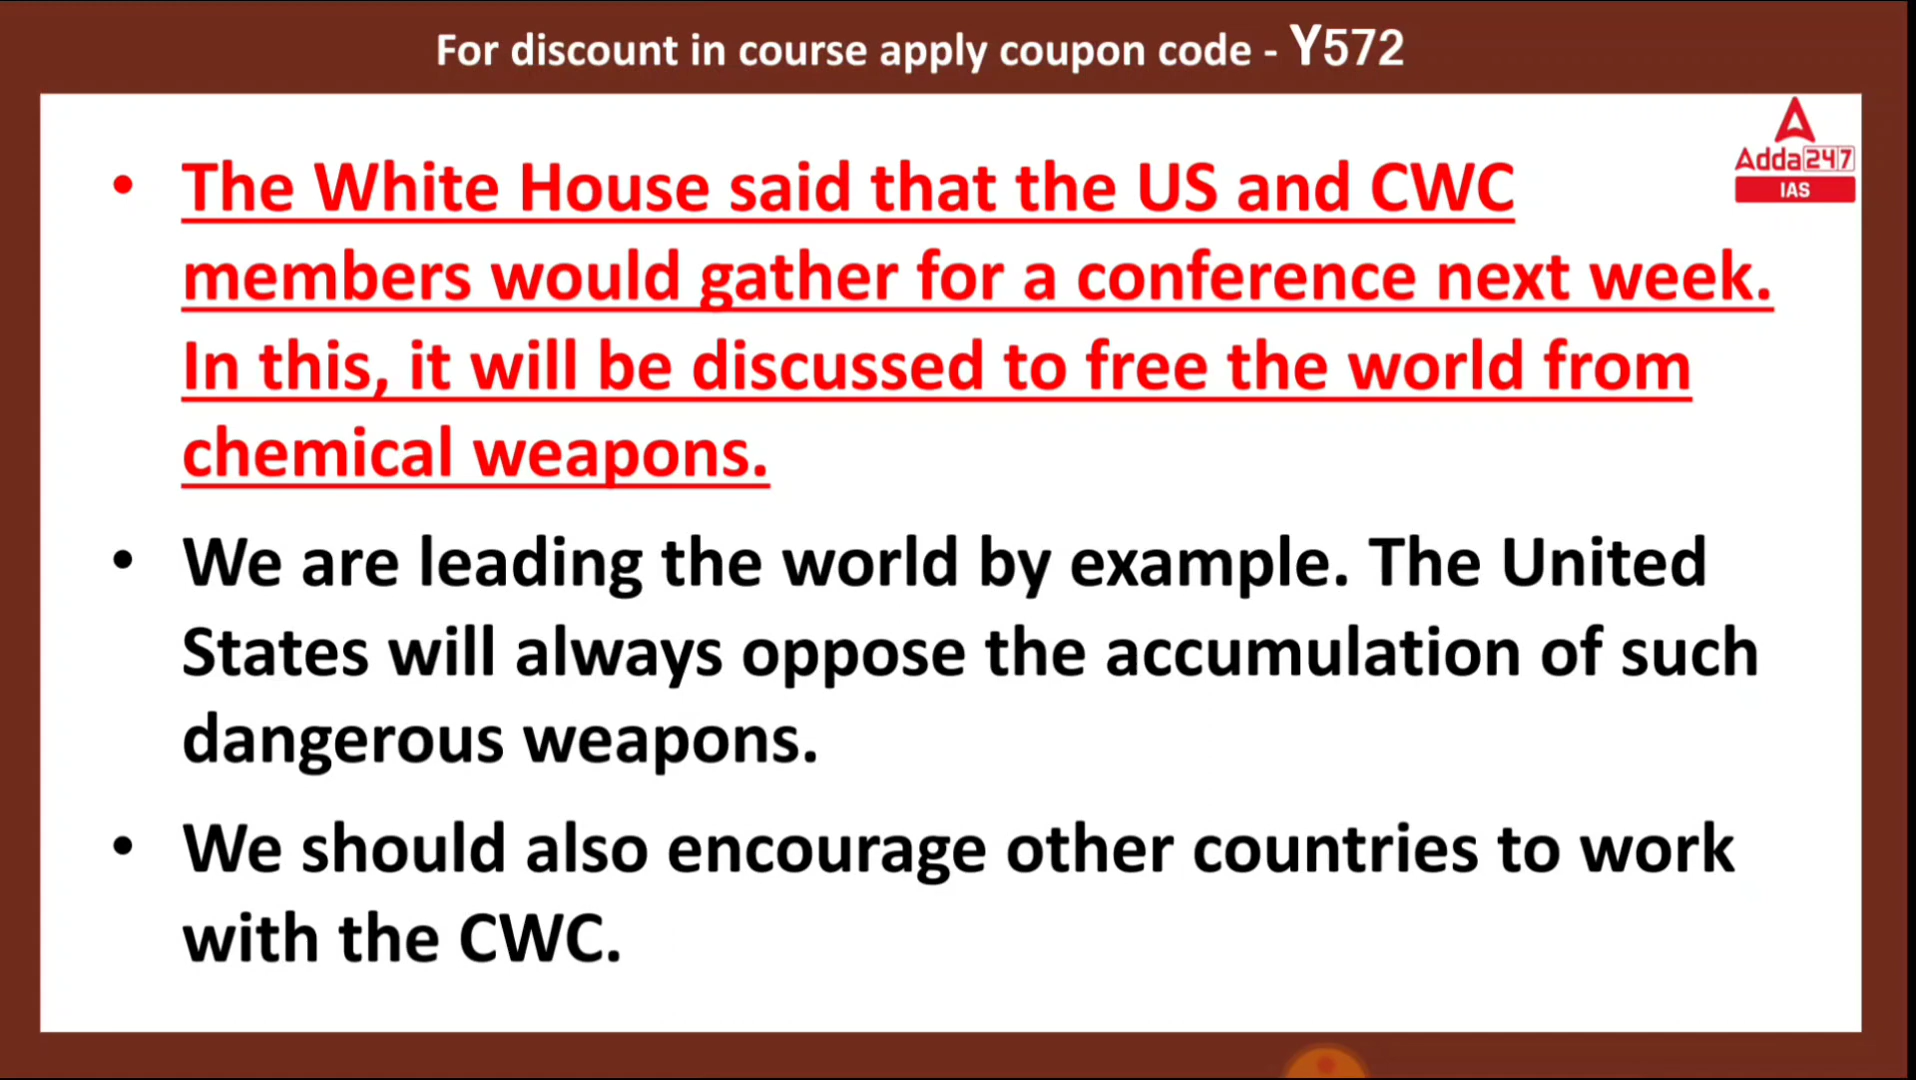 For discount in course apply coupon code - Y572
Adda247
IAS
• The White House said that the US and CWC
members would gather for a conference next week.
In this, it will be discussed to free the world from
chemical weapons.
• We are leading the world by example. The United
States will always oppose the accumulation of such
dangerous weapons.
• We should also encourage other countries to work
with the CWC.